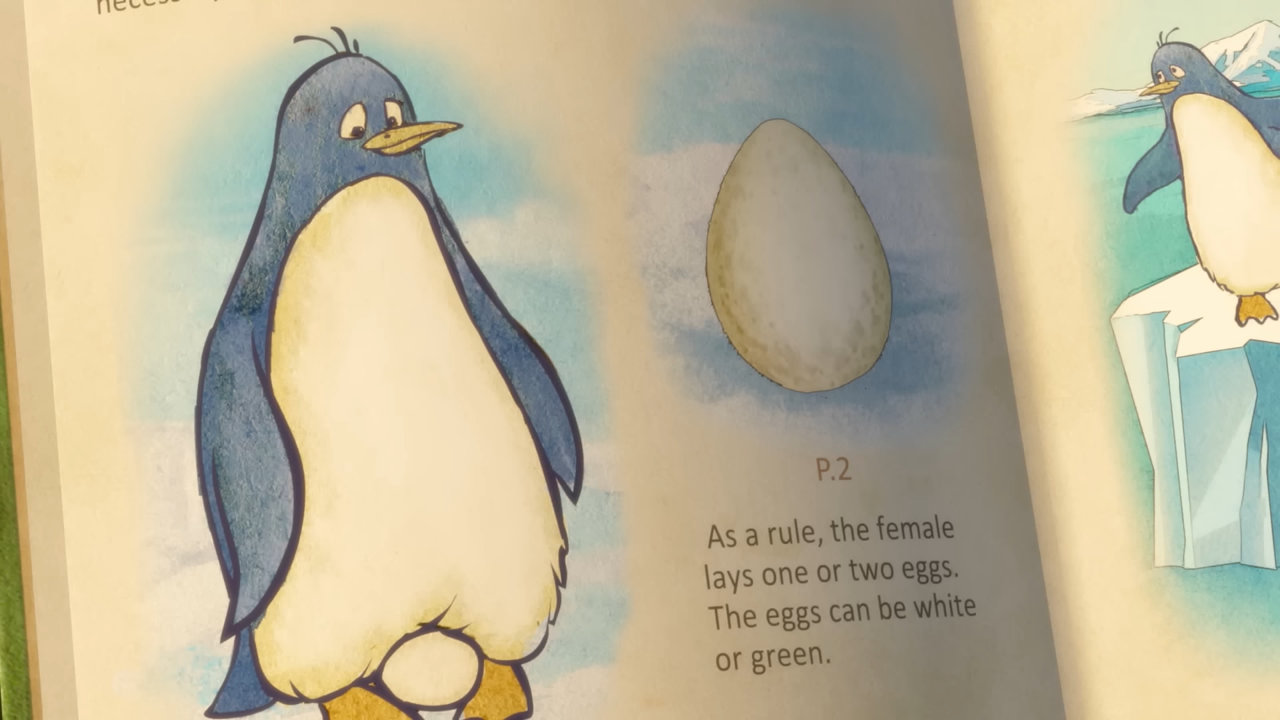 P.2
As a rule, the female
lays one or two eggs.
The eggs can be white
or green.